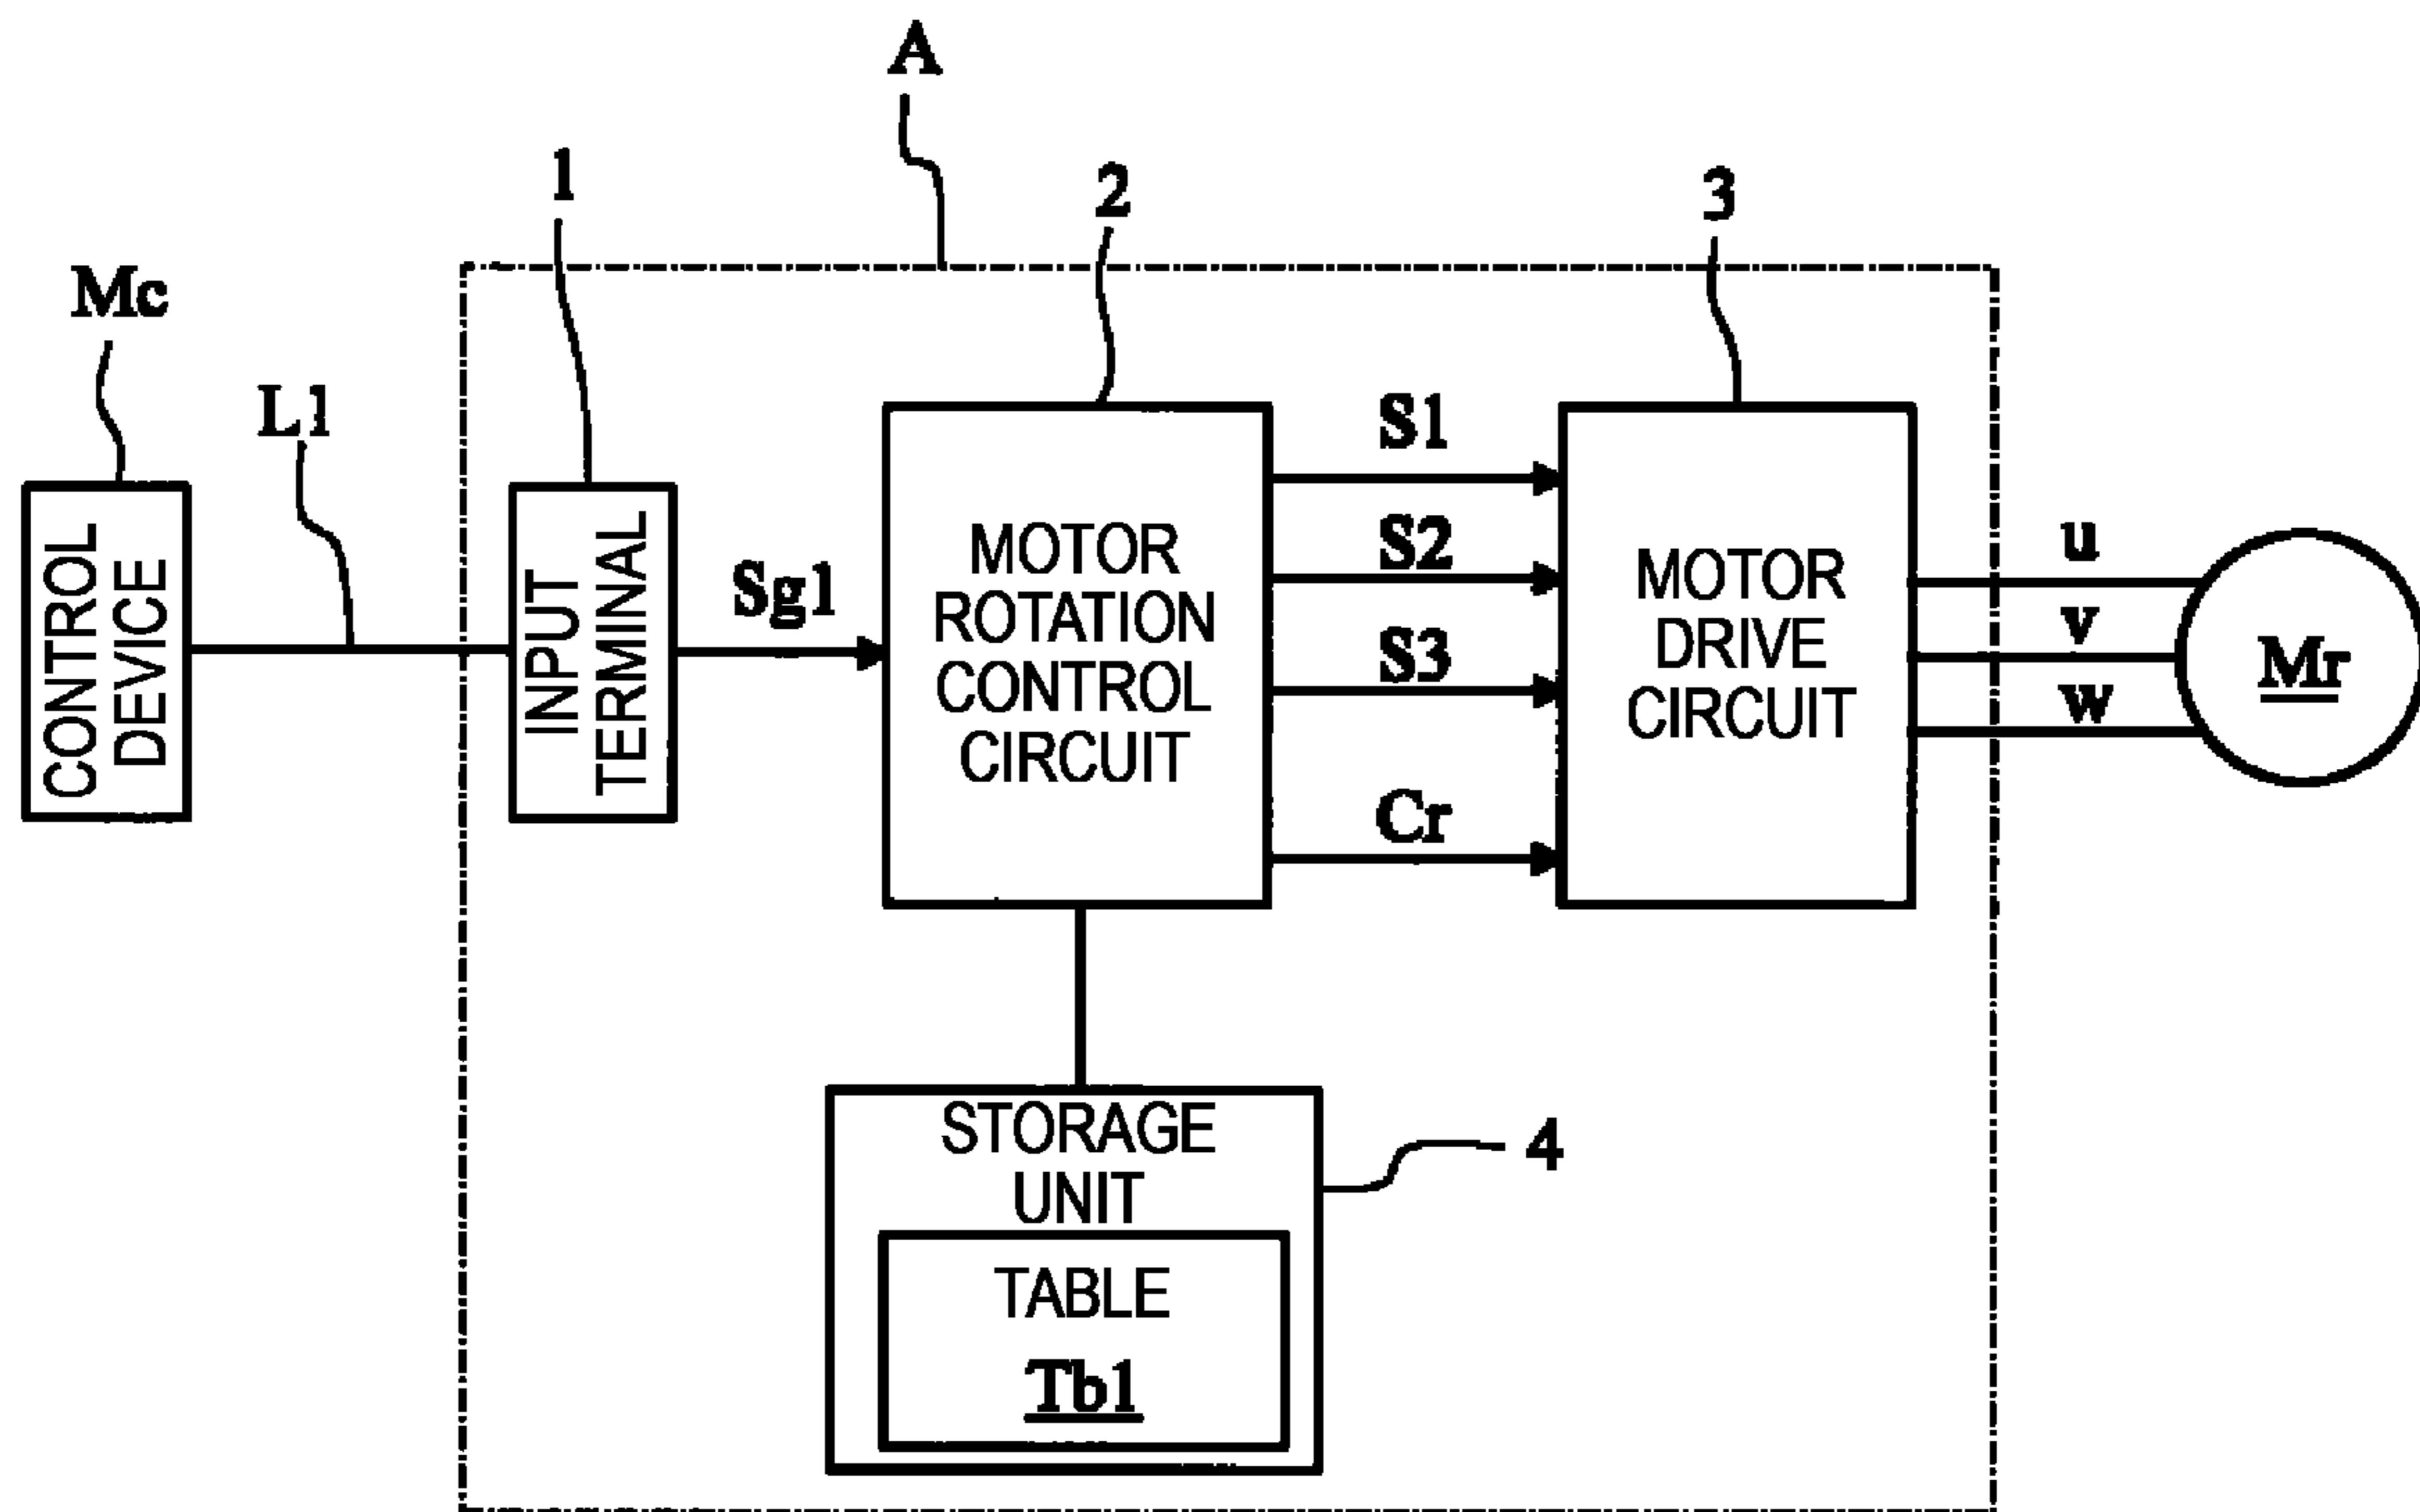 A
1
2
3
Mc
L1
CONTROL
DEVICE
INPUT
TERMINAL
Sg1
MOTOR
ROTATION
CONTROL
CIRCUIT
S1
S2
S3
Cr
MOTOR
DRIVE
CIRCUIT
u
v
w
Mr
STORAGE
UNIT
4
TABLE
Tb1